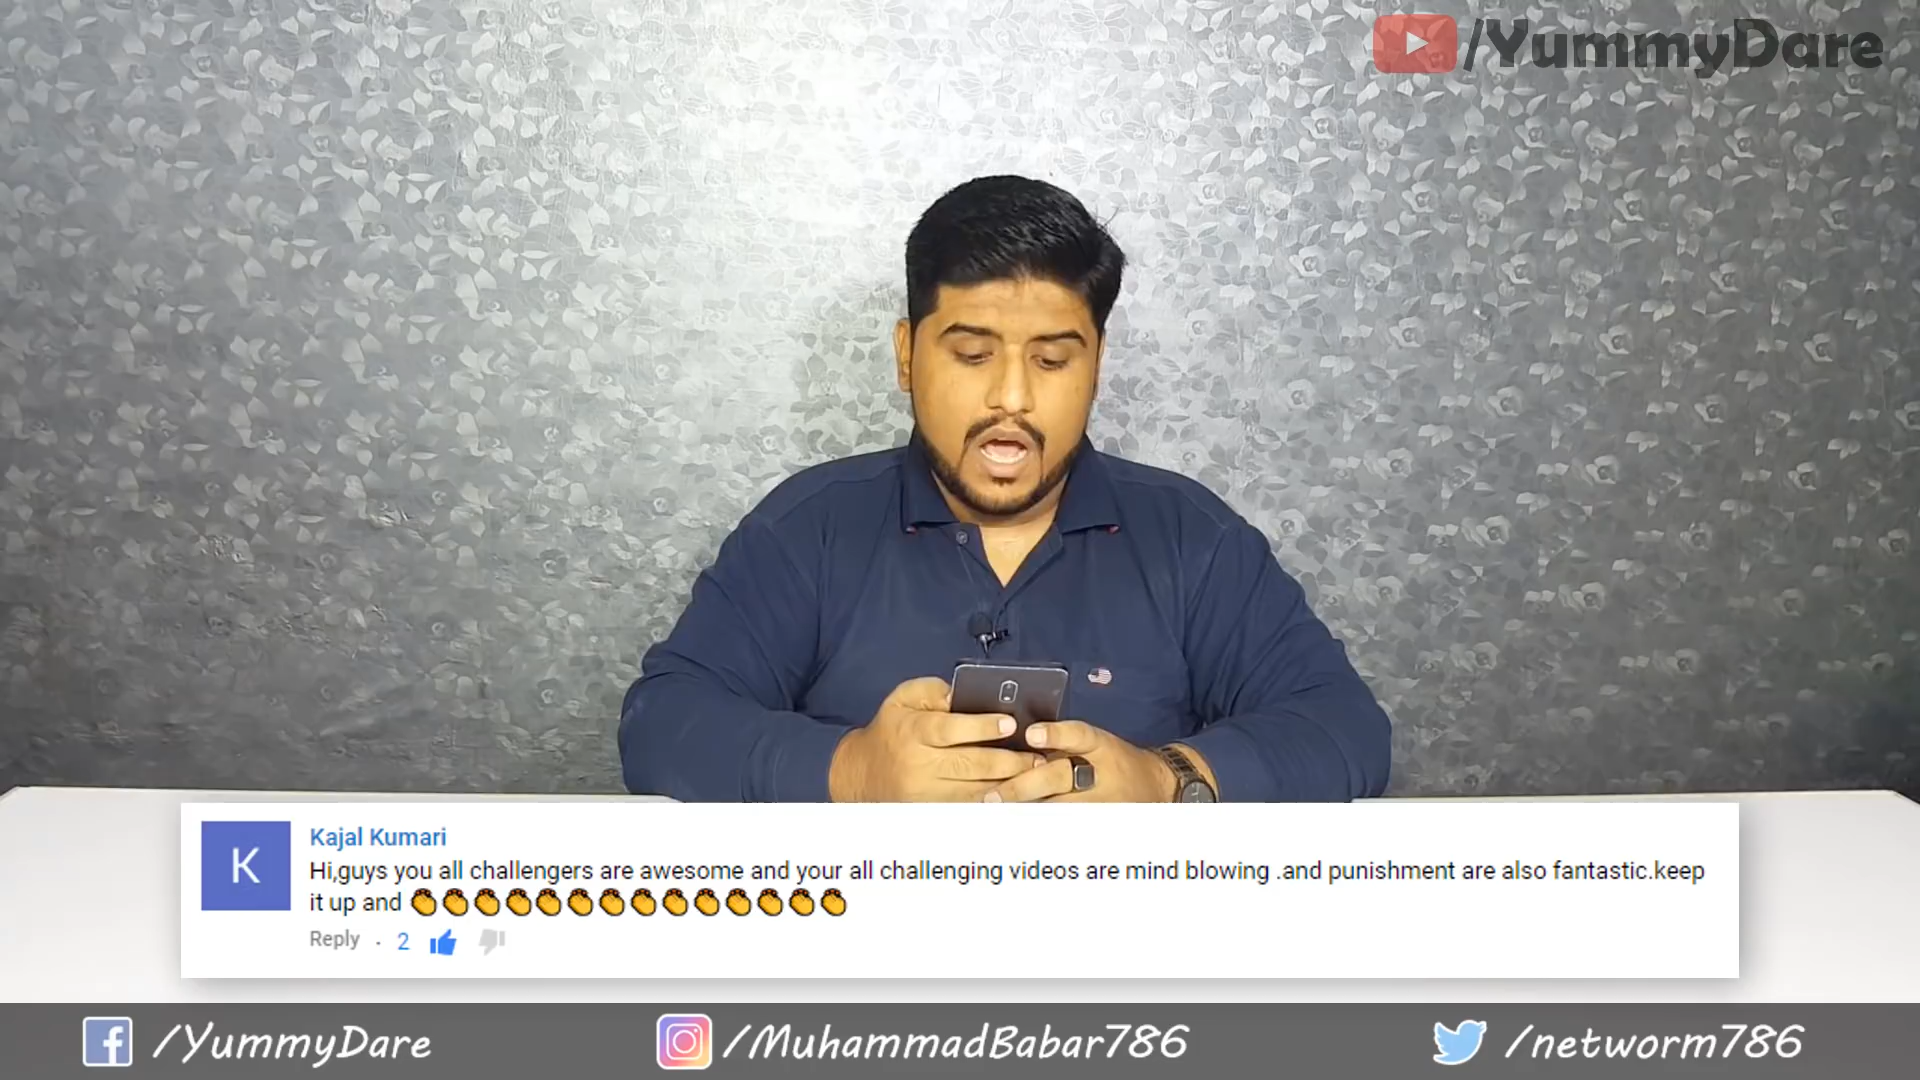 /YummyDare
K
Kajal Kumari
Hi,guys you all challengers are awesome and your all challenging videos are mind blowing .and punishment are also fantastic.keep
it up and 👏👏👏👏👏👏👏👏👏👏👏👏👏👏
Reply . 2
/YummyDare
/MuhammadBabar786
/networm786